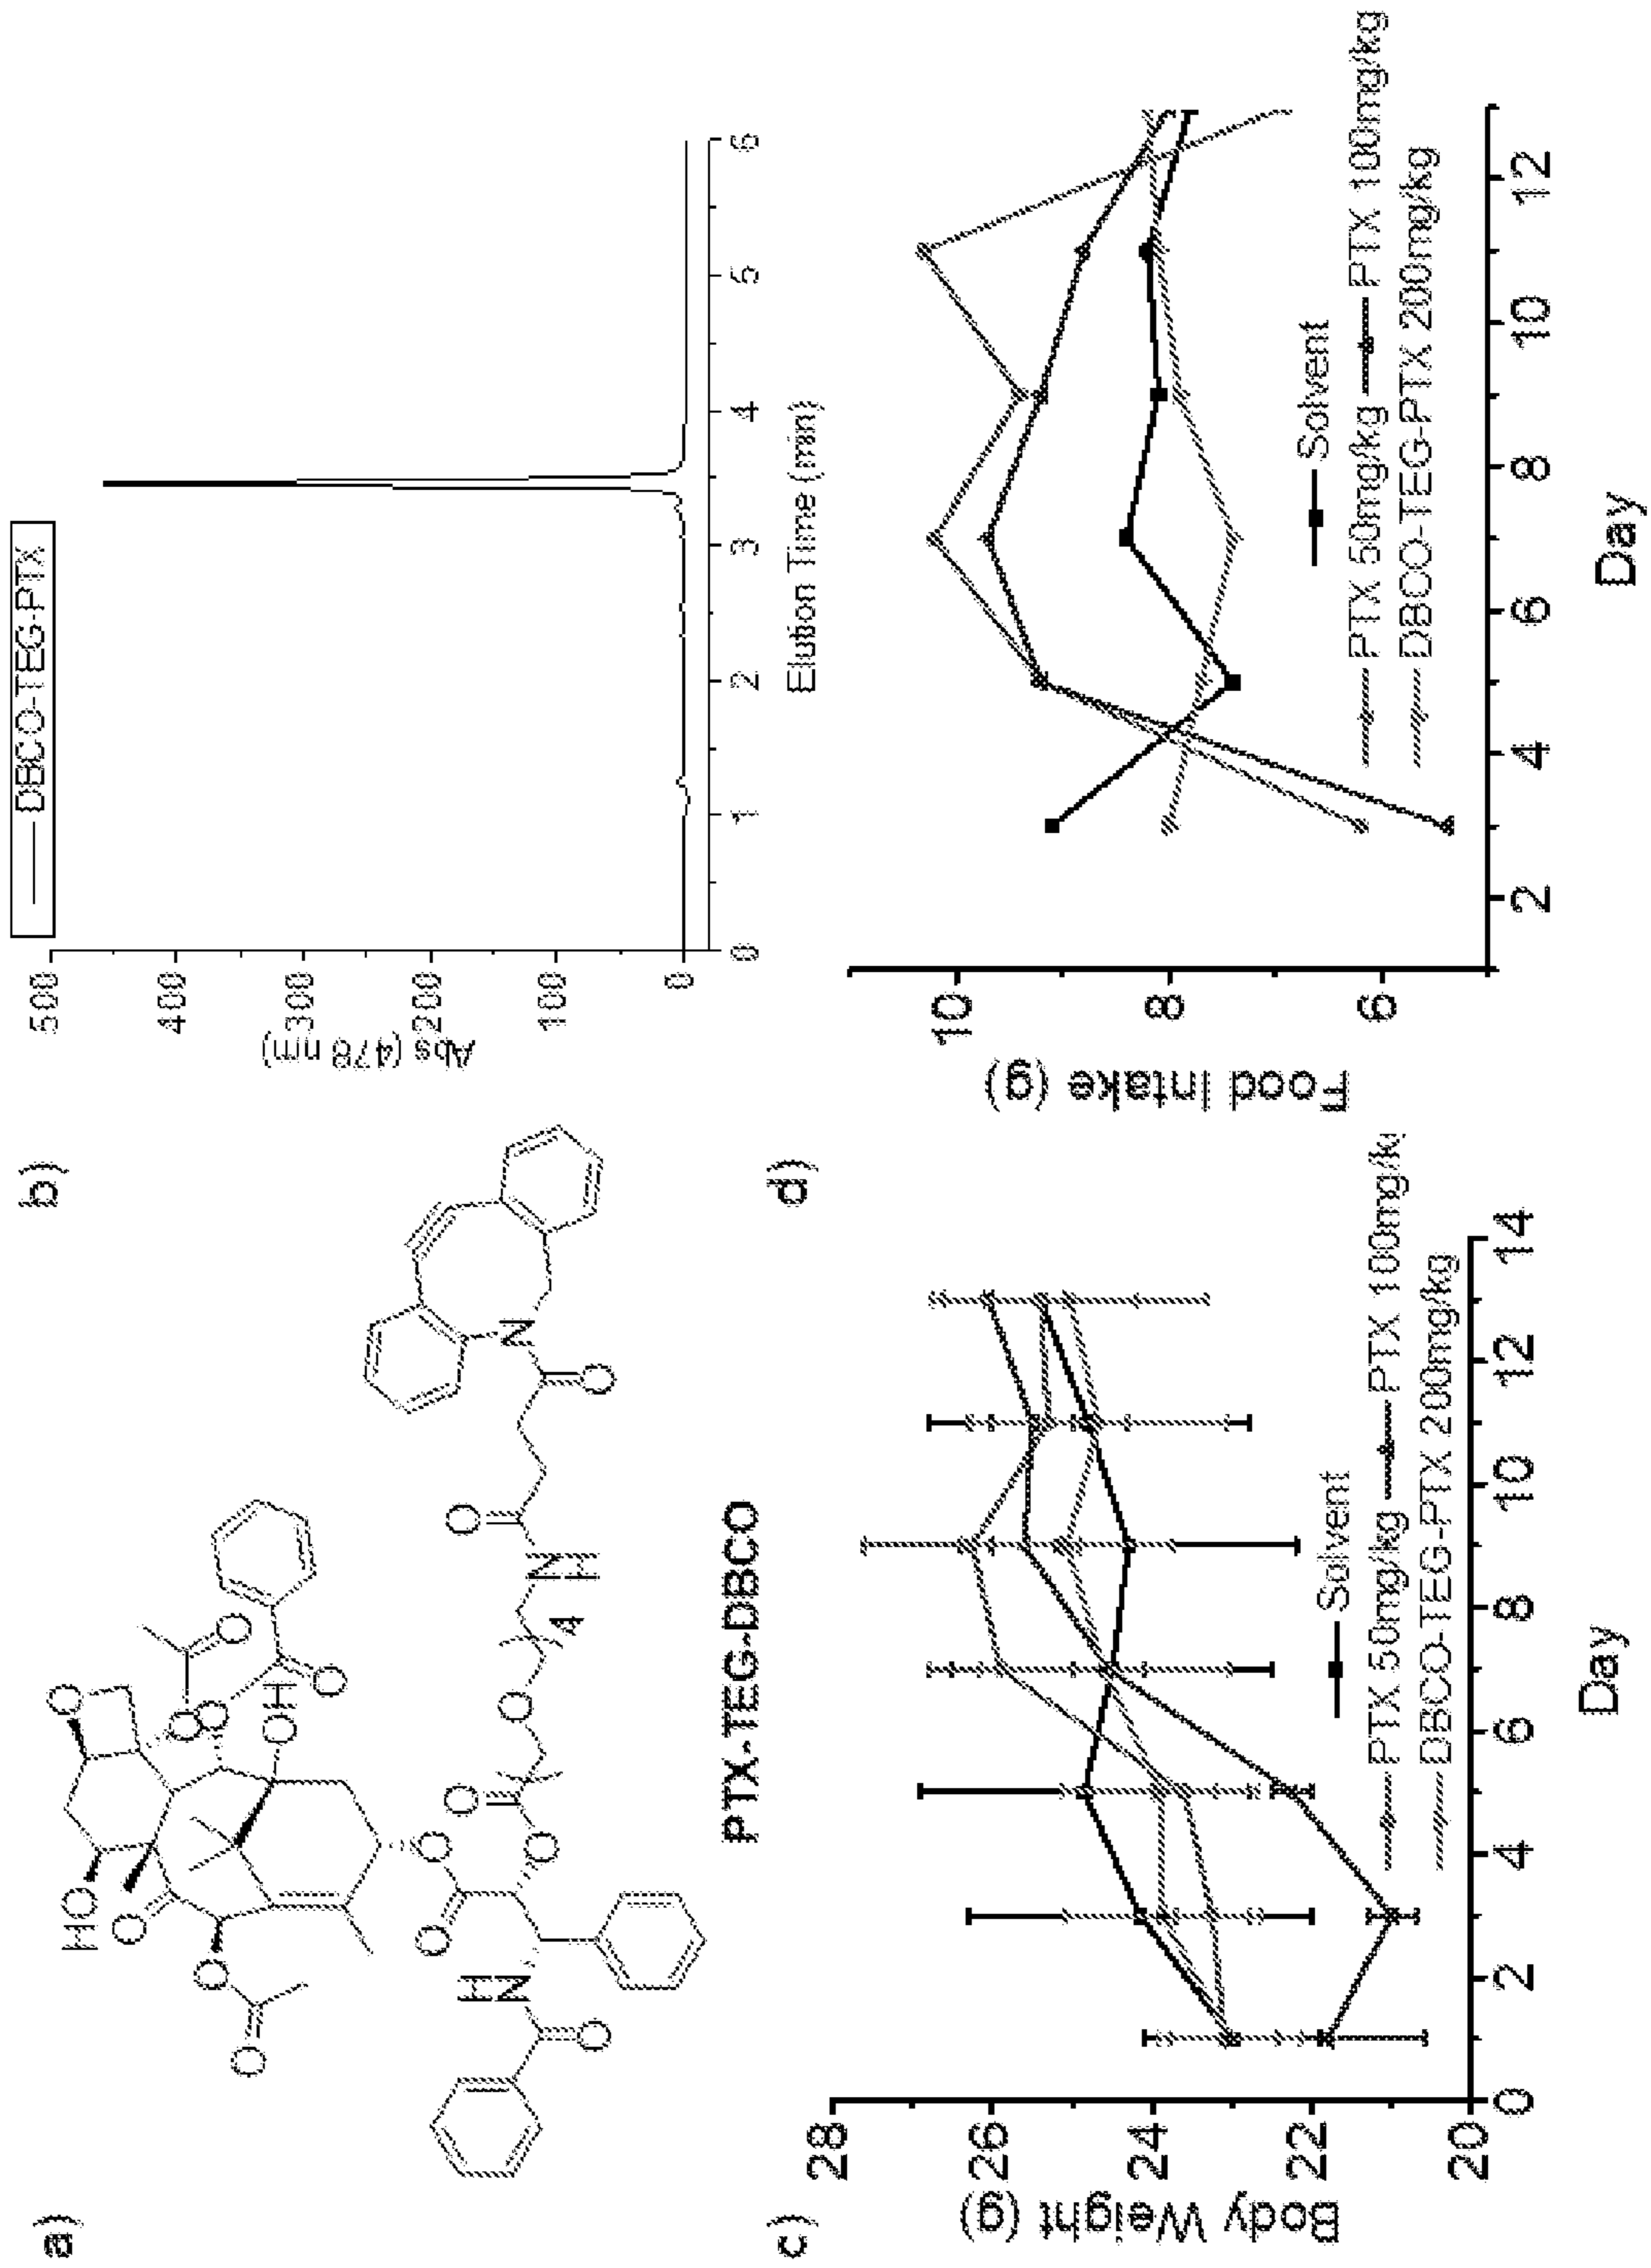 a)
HO
O
O
O
O
O
O
O
O
OH
O
O
O
O
O
H
N
O
O
O
4
O
N
H
N
O
PTX-TEG-DBCO
b)
DBCO-TEG-PTX
500
400
300
200
100
0
Abs (478 nm)
0 1 2 3 4 5 6
Elution Time (min)
c)
28
26
24
22
20
Body Weight (g)
Solvent
PTX 50mg/kg PTX 100mg/k
DBCO-TEG-PTX 200mg/kg
0 2 4 6 8 10 12 14
Day
d)
10
8
6
Food Intake (g)
Solvent
PTX 50mg/kg PTX 100mg/kg
DBCO-TEG-PTX 200mg/kg
2 4 6 8 10 12
Day